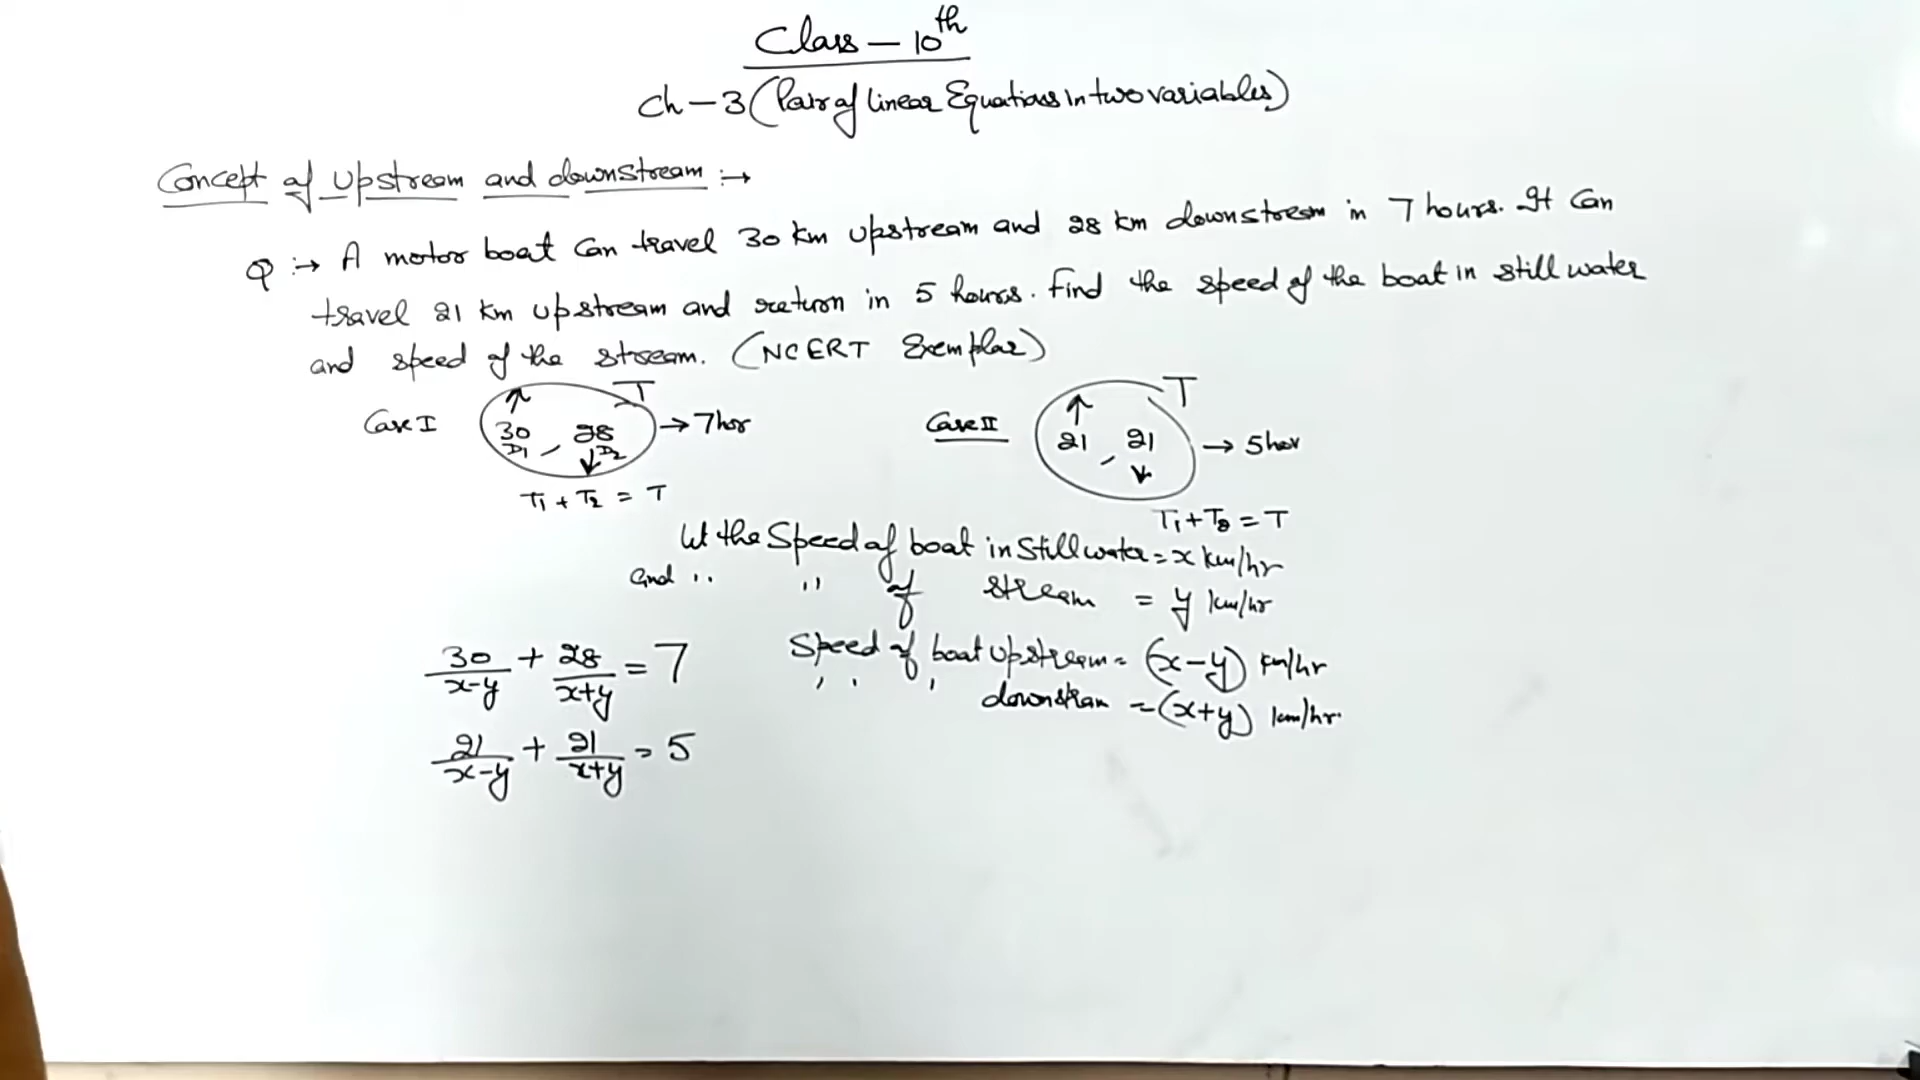 Class - 10th
Ch - 3 (Pair of linear Equations in two variables)
Concept of Upstream and downstream :→
Q :→ A motor boat Can travel 30 km upstream and 28 km downstream in 7 hours. It Can
travel 21 km upstream and return in 5 hours. Find the speed of the boat in still water
and speed of the stream. (NCERT Exemplar)
Case I ↑ 30 D1, 28 D2 ↓ T → 7 hr
T1 + T2 = T
Case II ↑ 21, 21 ↓ T → 5 hr
T1 + T2 = T
Let the Speed of boat in Still water = x km/hr
and " " of stream = y km/hr
Speed of boat upstream = (x-y) km/hr
" " " downstream = (x+y) km/hr.
30/(x-y) + 28/(x+y) = 7
21/(x-y) + 21/(x+y) = 5